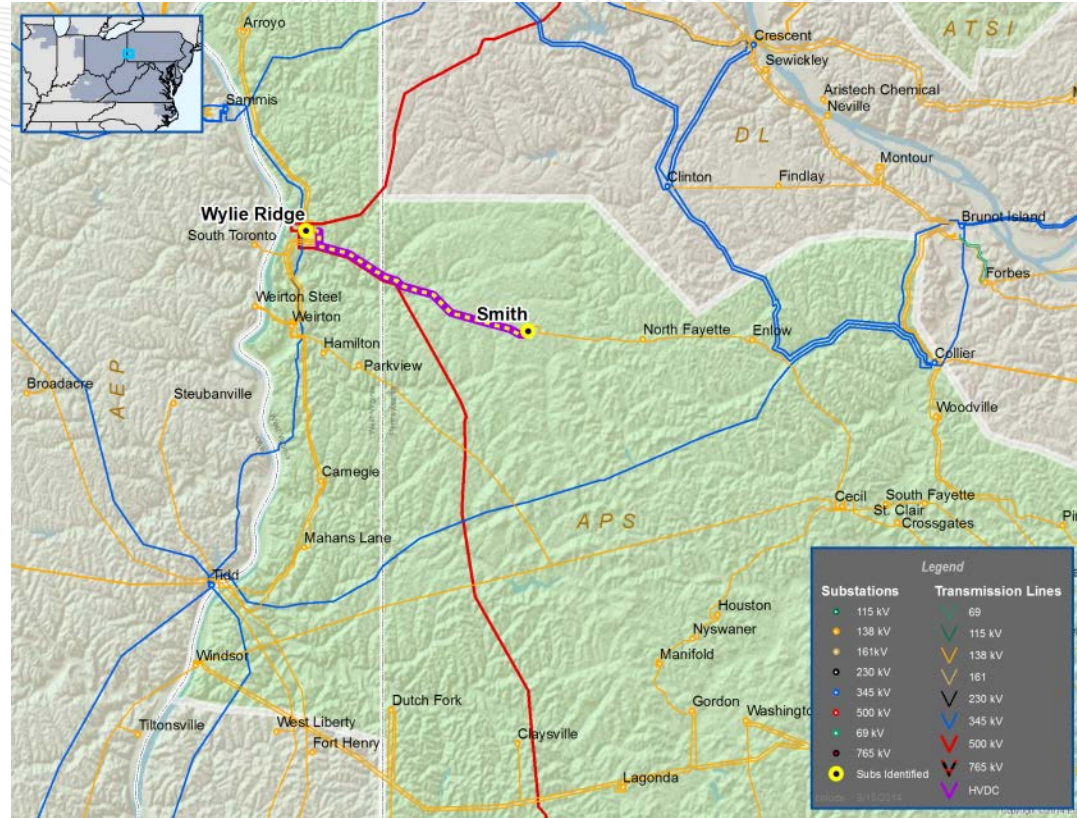 Arroyo
Crescent
ATSI
Sewickley
Sammis
Aristech Chemical
Neville
DL
Montour
Clinton
Findlay
Wylie Ridge
Brunot Island
South Toronto
Forbes
Weirton Steel
Smith
Weirton
North Fayette
Enlow
Hamilton
Parkview
Collier
AEP
Broadacre
Steubanville
Woodville
Carnegie
Cecil
South Fayette
St. Clair
APS
Crossgates
Mahans Lane
Tidd
Houston
Nyswaner
Windsor
Manifold
Dutch Fork
Gordon
Tiltonsville
West Liberty
Claysville
Fort Henry
Lagonda
Legend
Substations
115 kV
138 kV
161kV
230 kV
345 kV
500 kV
69 kV
765 kV
Subs Identified
Transmission Lines
69
115 kV
138 kV
161
230 kV
345 kV
500 kV
765 kV
HVDC
9/15/2014